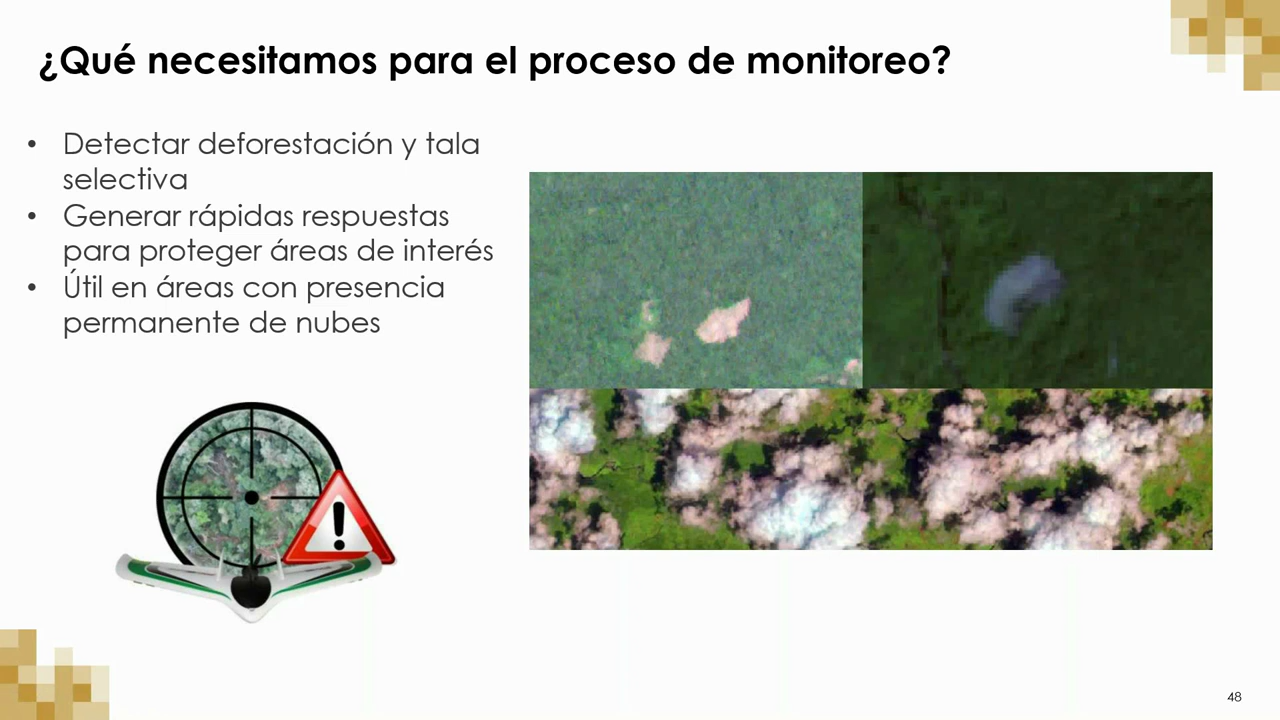 ¿Qué necesitamos para el proceso de monitoreo?
• Detectar deforestación y tala
selectiva
• Generar rápidas respuestas
para proteger áreas de interés
• Útil en áreas con presencia
permanente de nubes
!
48